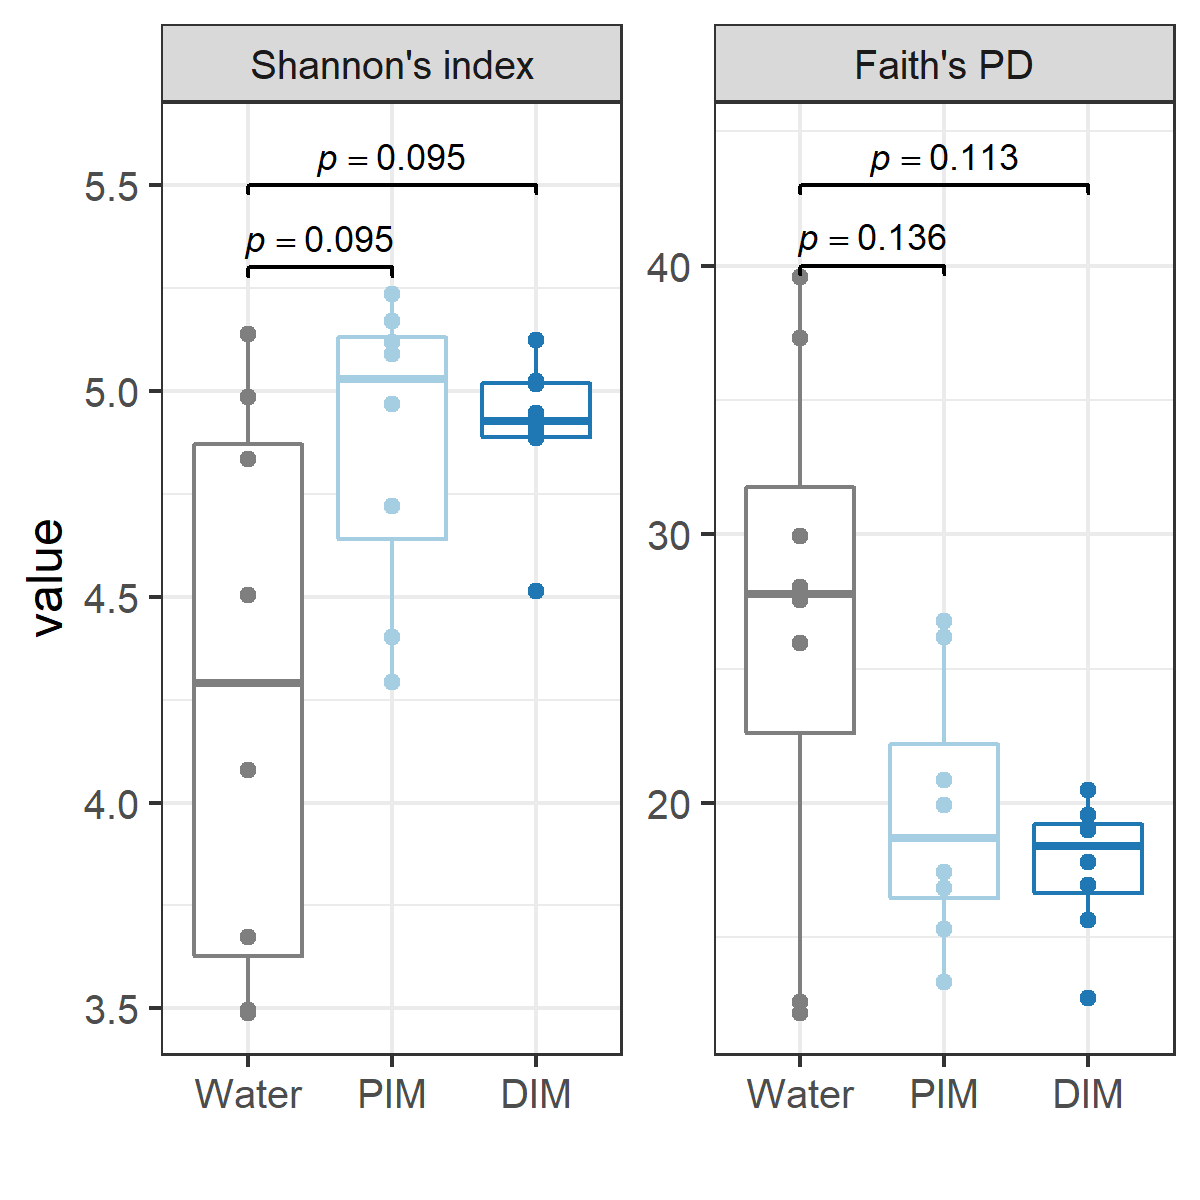 Shannon's index
Faith's PD
p = 0.095
p = 0.095
p = 0.113
p = 0.136
value
5.5
5.0
4.5
4.0
3.5
40
30
20
Water PIM DIM
Water PIM DIM